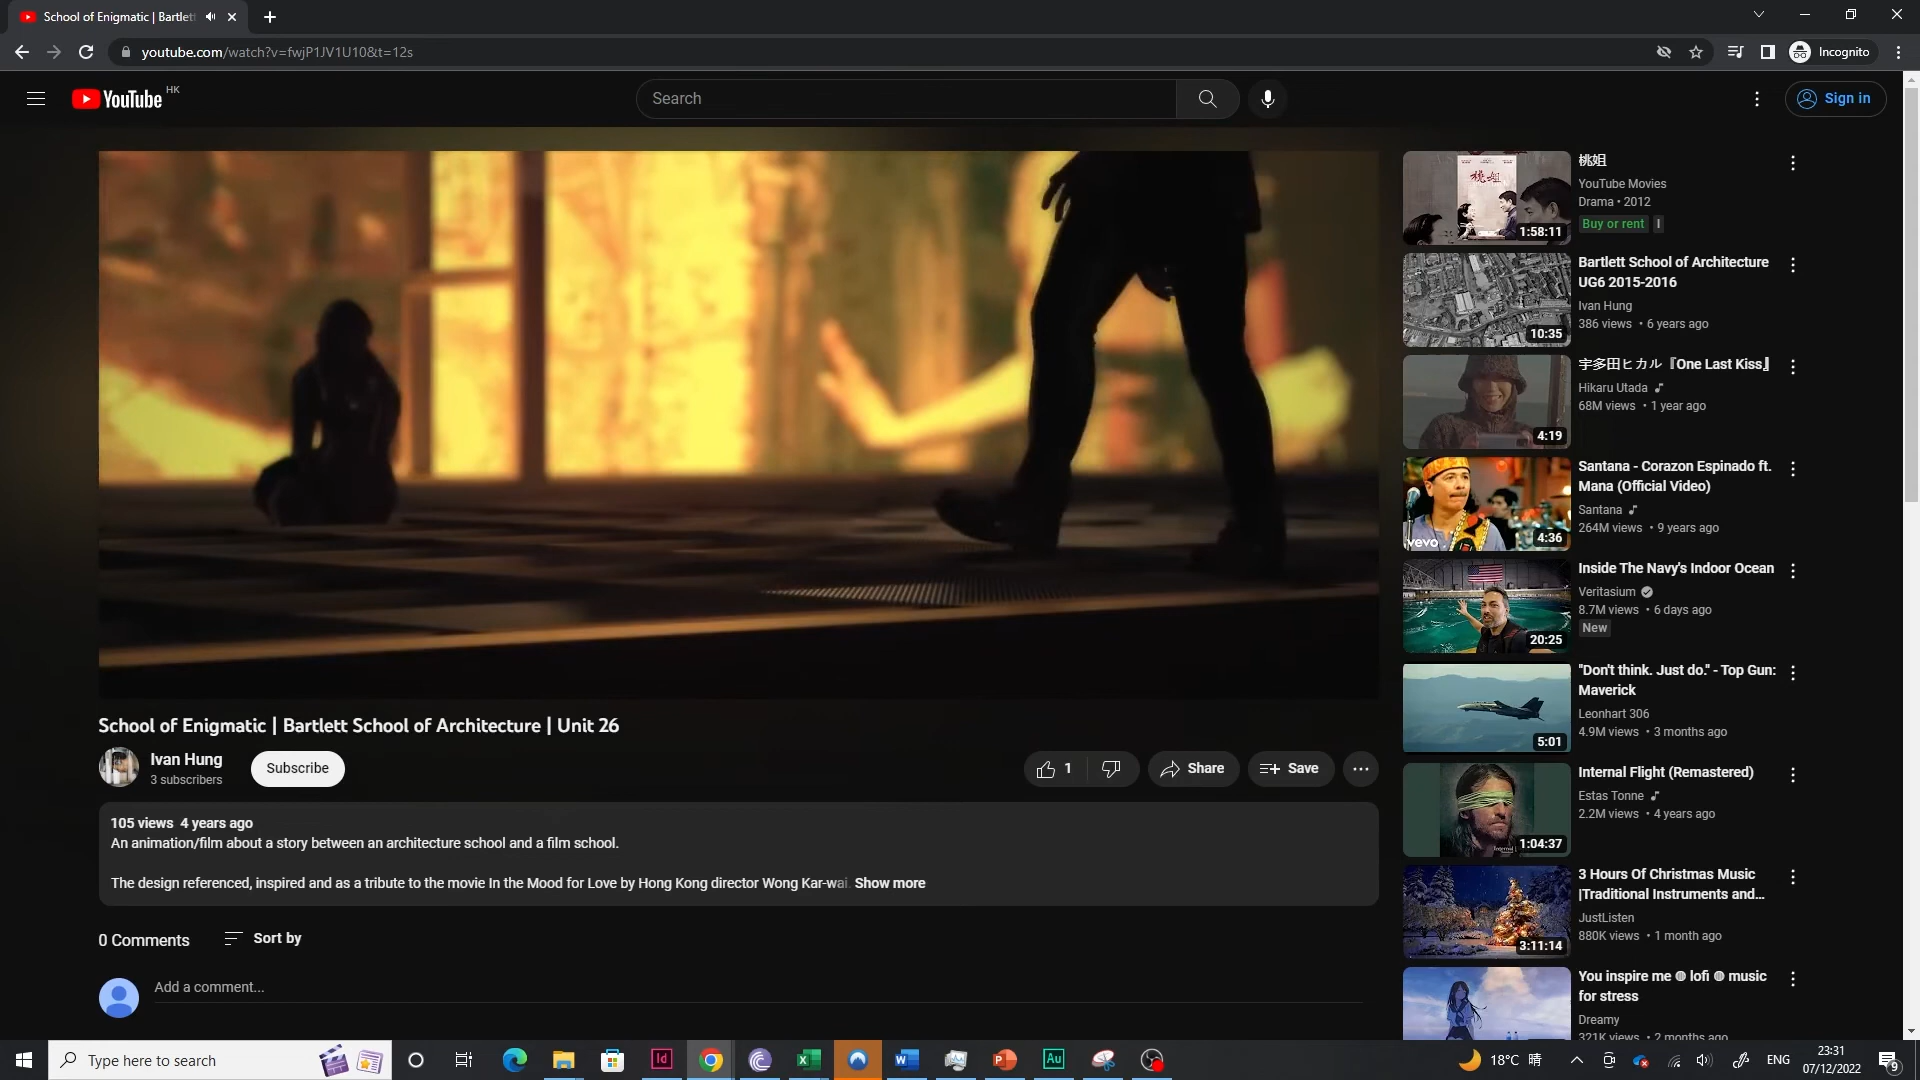 School of Enigmatic | Bartlett
youtube.com/watch?v=fwjP1JV1U10&t=12s
Incognito
YouTube HK
Search
Sign in
桃姐
YouTube Movies
Drama • 2012
Buy or rent
1:58:11
Bartlett School of Architecture
UG6 2015-2016
Ivan Hung
386 views • 6 years ago
10:35
宇多田ヒカル『One Last Kiss』
Hikaru Utada
68M views • 1 year ago
4:19
Santana - Corazon Espinado ft.
Mana (Official Video)
Santana
264M views • 9 years ago
vevo
4:36
Inside The Navy's Indoor Ocean
Veritasium
8.7M views • 6 days ago
New
20:25
"Don't think. Just do." - Top Gun:
Maverick
Leonhart 306
4.9M views • 3 months ago
5:01
Internal Flight (Remastered)
Estas Tonne
2.2M views • 4 years ago
1:04:37
3 Hours Of Christmas Music
|Traditional Instruments and...
JustListen
880K views • 1 month ago
3:11:14
You inspire me ◍ lofi ◍ music
for stress
Dreamy
321K views • 2 months ago
School of Enigmatic | Bartlett School of Architecture | Unit 26
Ivan Hung
3 subscribers
Subscribe
1
Share
Save
105 views 4 years ago
An animation/film about a story between an architecture school and a film school.
The design referenced, inspired and as a tribute to the movie In the Mood for Love by Hong Kong director Wong Kar-wai. Show more
0 Comments
Sort by
Add a comment...
Type here to search
Id
Au
18°C 晴
ENG
23:31
07/12/2022
9